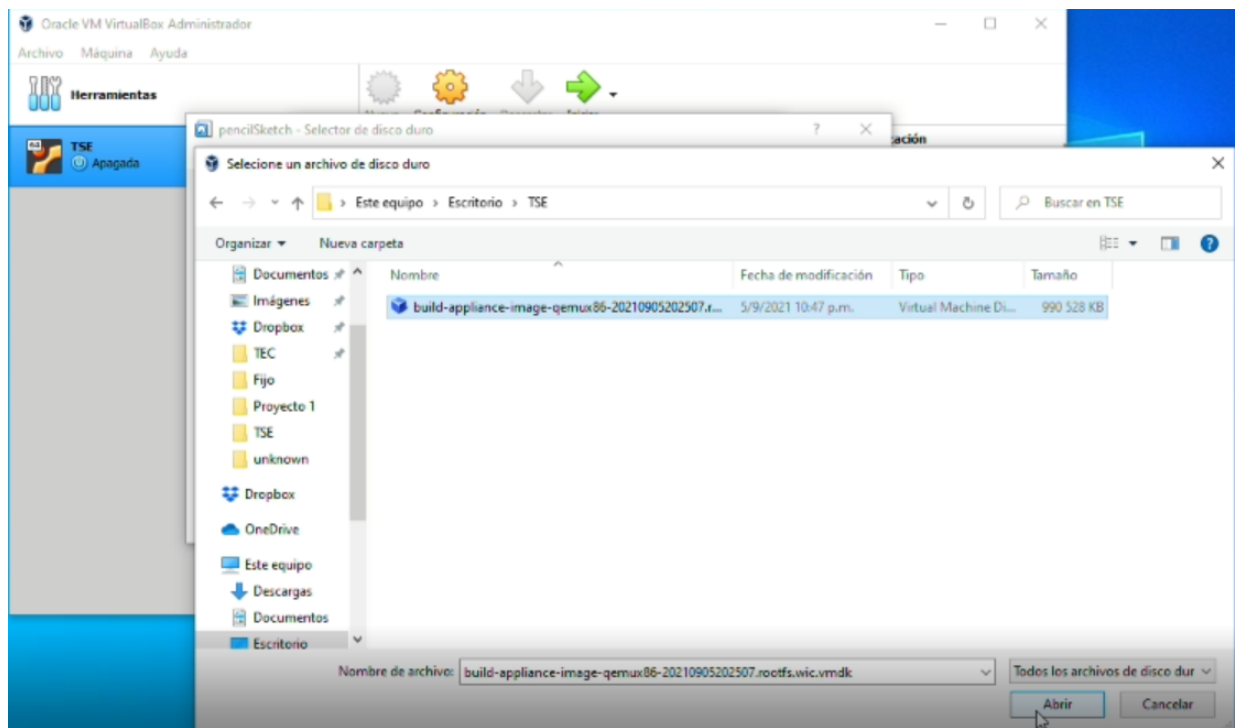 Oracle VM VirtualBox Administrador
Archivo Máquina Ayuda
Herramientas
TSE
Apagada
pencilSketch - Selector de disco duro
Selecione un archivo de disco duro
Este equipo > Escritorio > TSE
Buscar en TSE
Organizar
Nueva carpeta
Nombre
Fecha de modificación
Tipo
Tamaño
build-appliance-image-qemux86-20210905202507.r...
5/9/2021 10:47 p.m.
Virtual Machine Di...
990 528 KB
Documentos
Imágenes
Dropbox
TEC
Fijo
Proyecto 1
TSE
unknown
Dropbox
OneDrive
Este equipo
Descargas
Documentos
Escritorio
Nombre de archivo: build-appliance-image-qemux86-20210905202507.rootfs.wic.vmdk
Todos los archivos de disco dur
Abrir
Cancelar